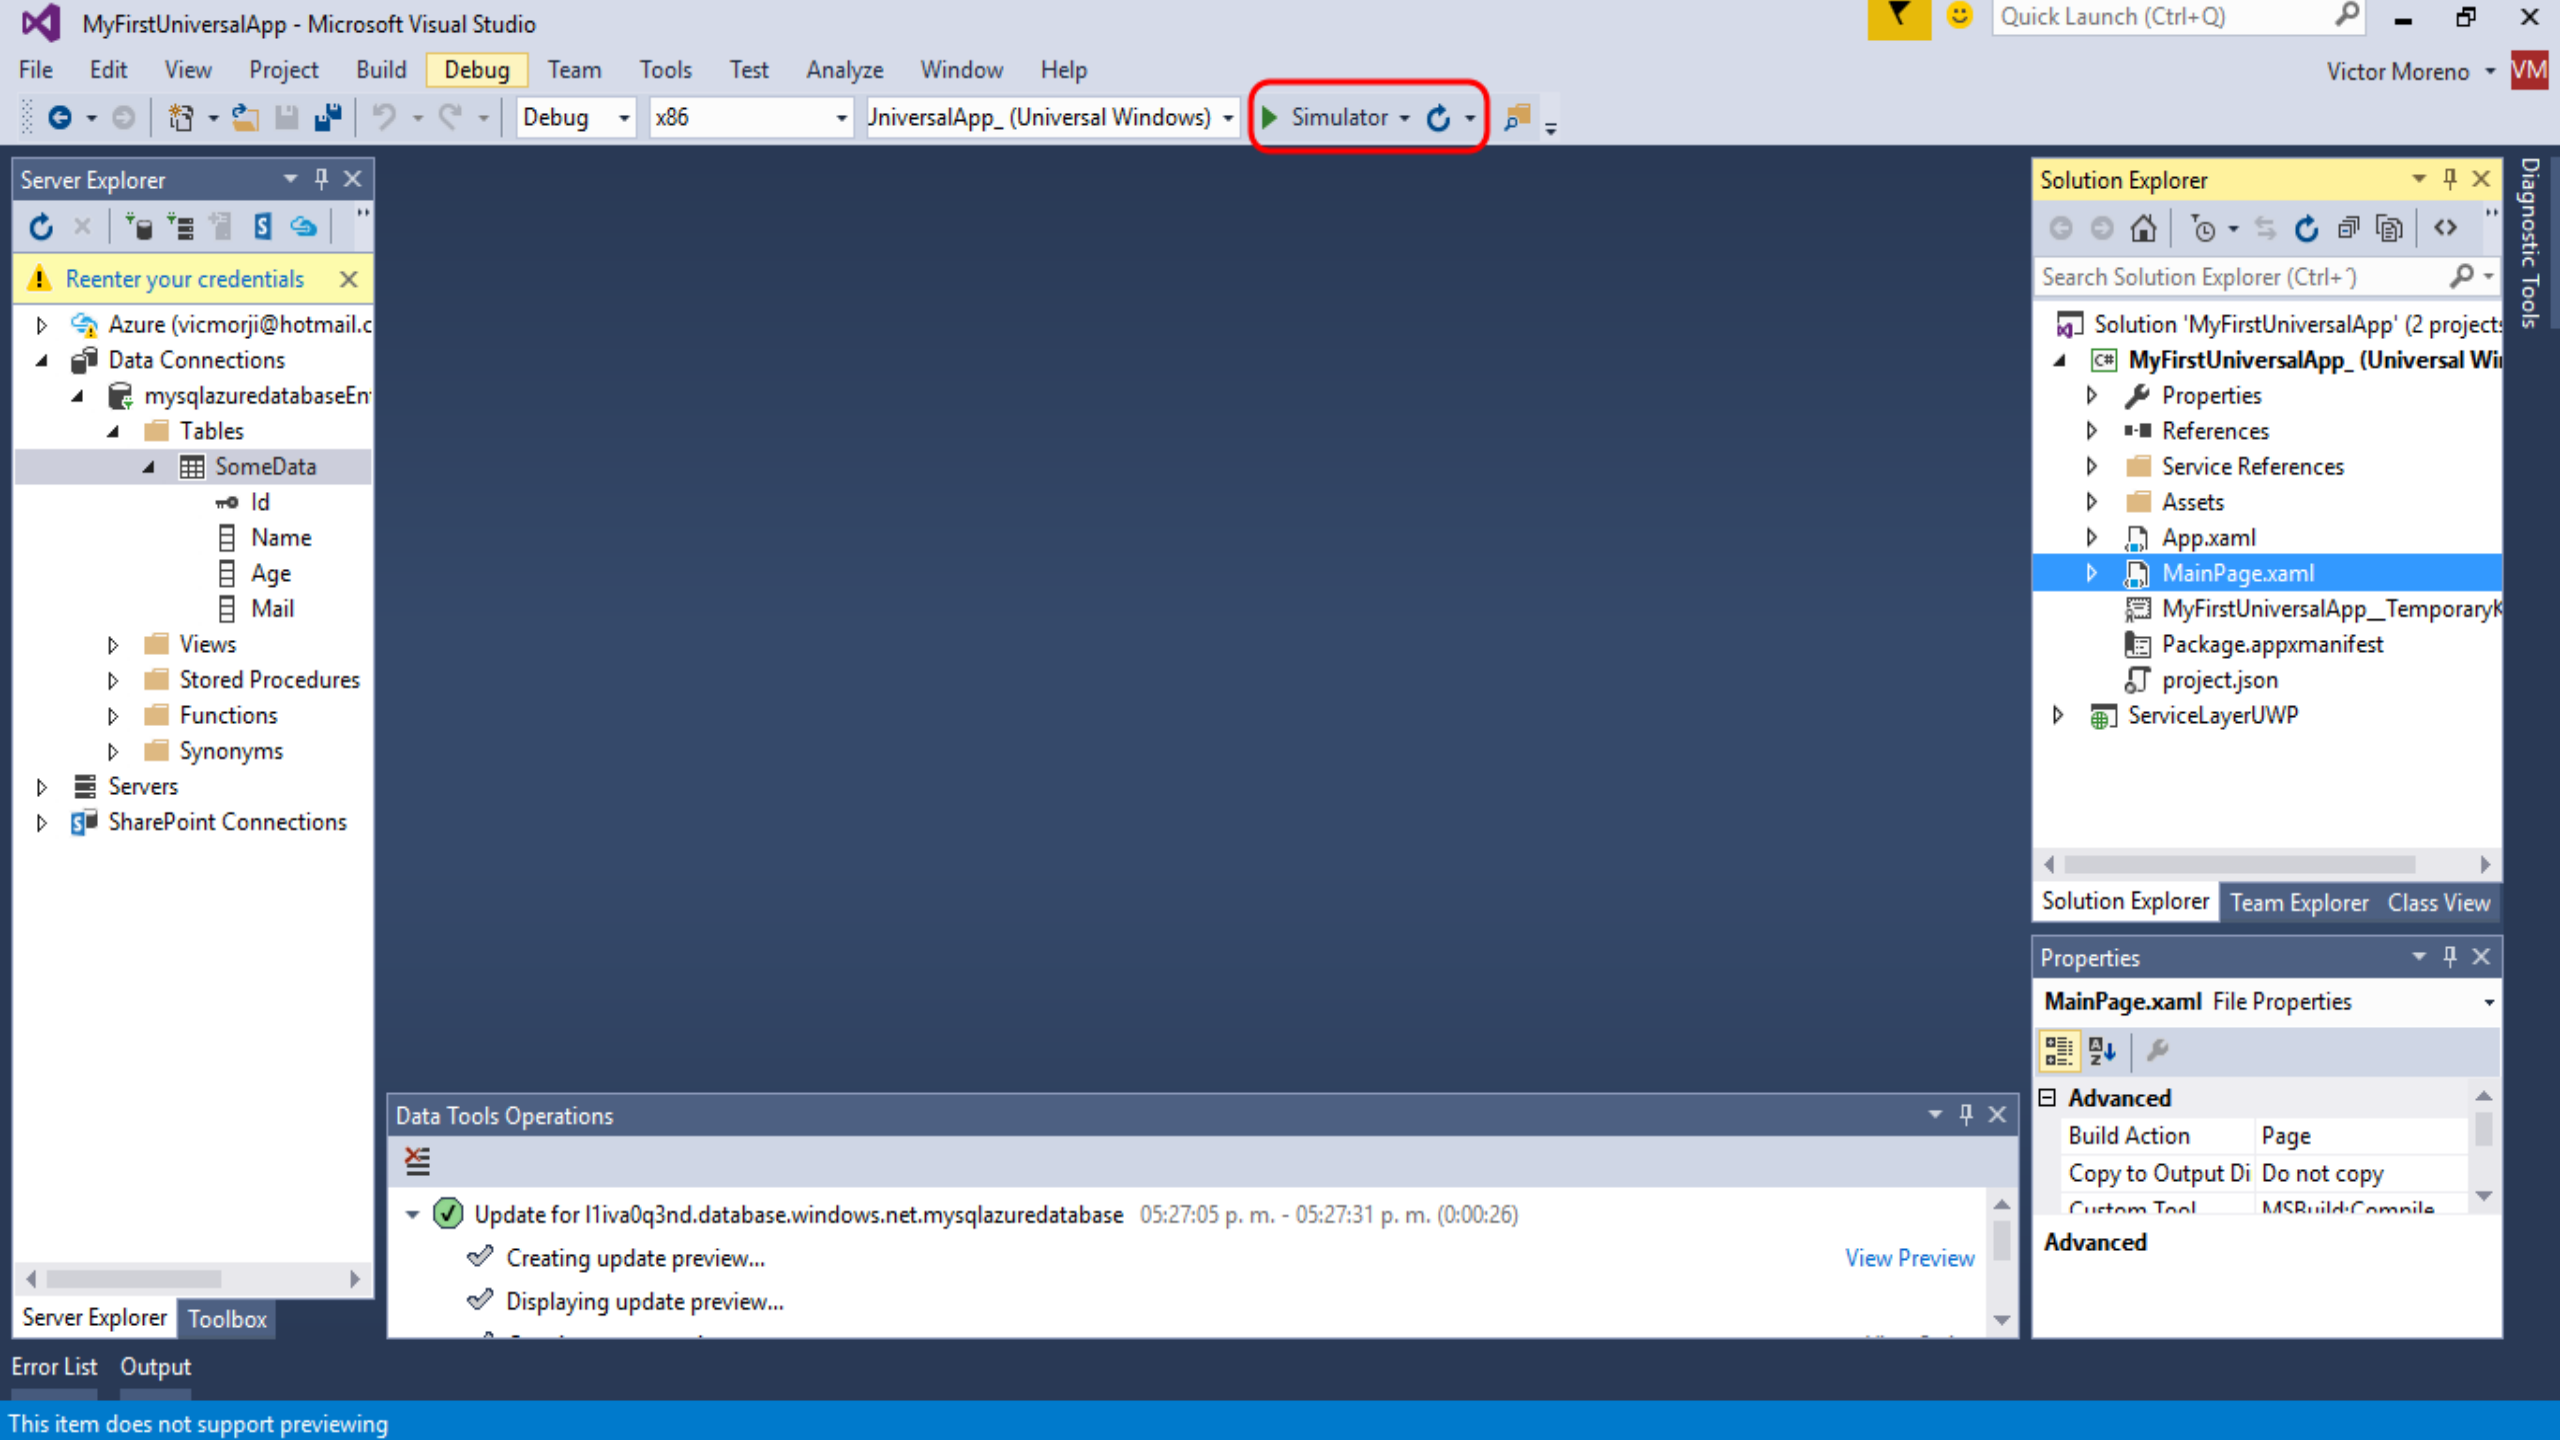 MyFirstUniversalApp - Microsoft Visual Studio
Quick Launch (Ctrl+Q)
File Edit View Project Build Debug Team Tools Test Analyze Window Help
Victor Moreno VM
Debug x86 JniversalApp_ (Universal Windows) Simulator
Server Explorer
Reenter your credentials
Azure (vicmorji@hotmail.c
Data Connections
mysqlazuredatabaseEn
Tables
SomeData
Id
Name
Age
Mail
Views
Stored Procedures
Functions
Synonyms
Servers
SharePoint Connections
Server Explorer Toolbox
Data Tools Operations
Update for l1iva0q3nd.database.windows.net.mysqlazuredatabase 05:27:05 p. m. - 05:27:31 p. m. (0:00:26)
Creating update preview... View Preview
Displaying update preview...
Solution Explorer
Search Solution Explorer (Ctrl+´)
Solution 'MyFirstUniversalApp' (2 projects
C# MyFirstUniversalApp_ (Universal Wi
Properties
References
Service References
Assets
App.xaml
MainPage.xaml
MyFirstUniversalApp_TemporaryK
Package.appxmanifest
project.json
ServiceLayerUWP
Solution Explorer Team Explorer Class View
Properties
MainPage.xaml File Properties
Advanced
Build Action Page
Copy to Output Di Do not copy
Custom Tool MSBuild:Compile
Advanced
Diagnostic Tools
Error List Output
This item does not support previewing